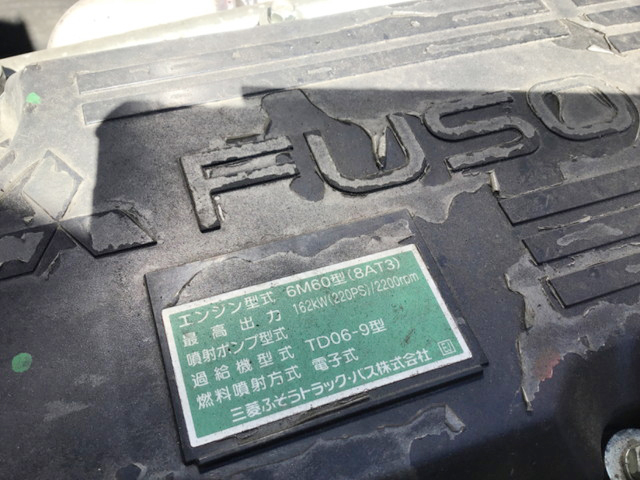 FUSO
エンジン型式 6M60型(8AT3)
最高出力 162kW(220PS)/2200rpm
噴射ポンプ型式
過給機型式 TD06-9型
燃料噴射方式 電子式
三菱ふそうトラック・バス株式会社